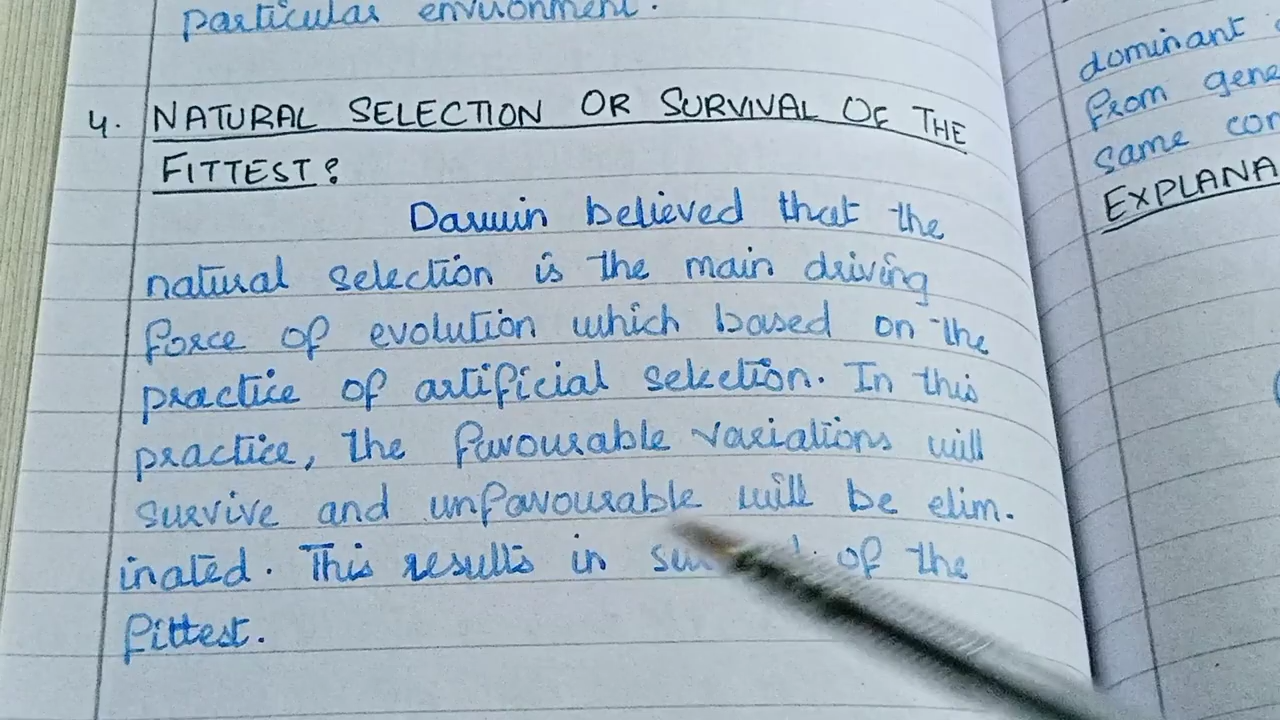 particular environment.
4. NATURAL SELECTION OR SURVIVAL OF THE
FITTEST?
Darwin believed that the
natural selection is the main driving
force of evolution which based on the
practice of artificial selection. In this
practice, the favourable variations will
survive and unfavourable will be elim-
inated. This results in of the
fittest.
dominant
from gene
same con
EXPLANA